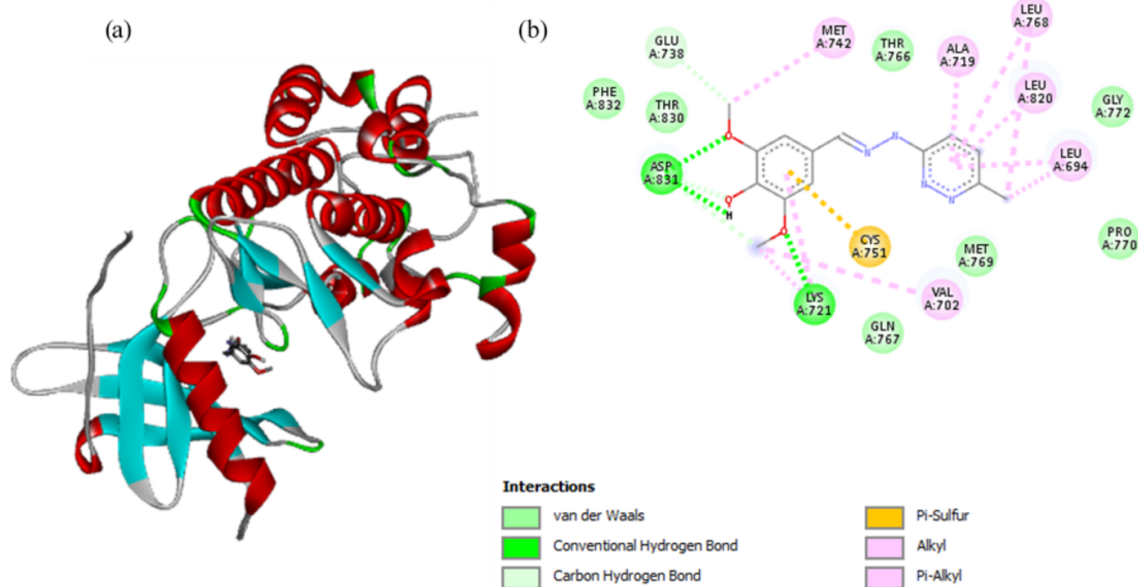 (a)
(b)
LEU
A:768
GLU
A:738
MET
A:742
THR
A:766
ALA
A:719
LEU
A:820
PHE
A:832
THR
A:830
GLY
A:772
ASP
A:831
LEU
A:694
N
N
N
N
O
O
H
O
CYS
A:751
MET
A:769
PRO
A:770
LYS
A:721
VAL
A:702
GLN
A:767
Interactions
van der Waals
Pi-Sulfur
Conventional Hydrogen Bond
Alkyl
Carbon Hydrogen Bond
Pi-Alkyl